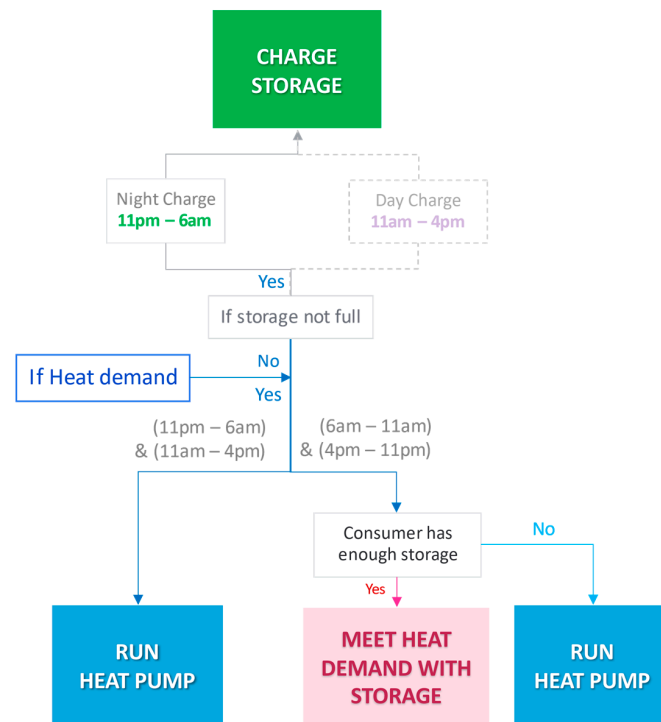 CHARGE
STORAGE
Night Charge
11pm – 6am
Day Charge
11am – 4pm
Yes
If storage not full
No
If Heat demand
Yes
(11pm – 6am)
& (11am – 4pm)
(6am – 11am)
& (4pm – 11pm)
Consumer has
enough storage
No
Yes
RUN
HEAT PUMP
MEET HEAT
DEMAND WITH
STORAGE
RUN
HEAT PUMP